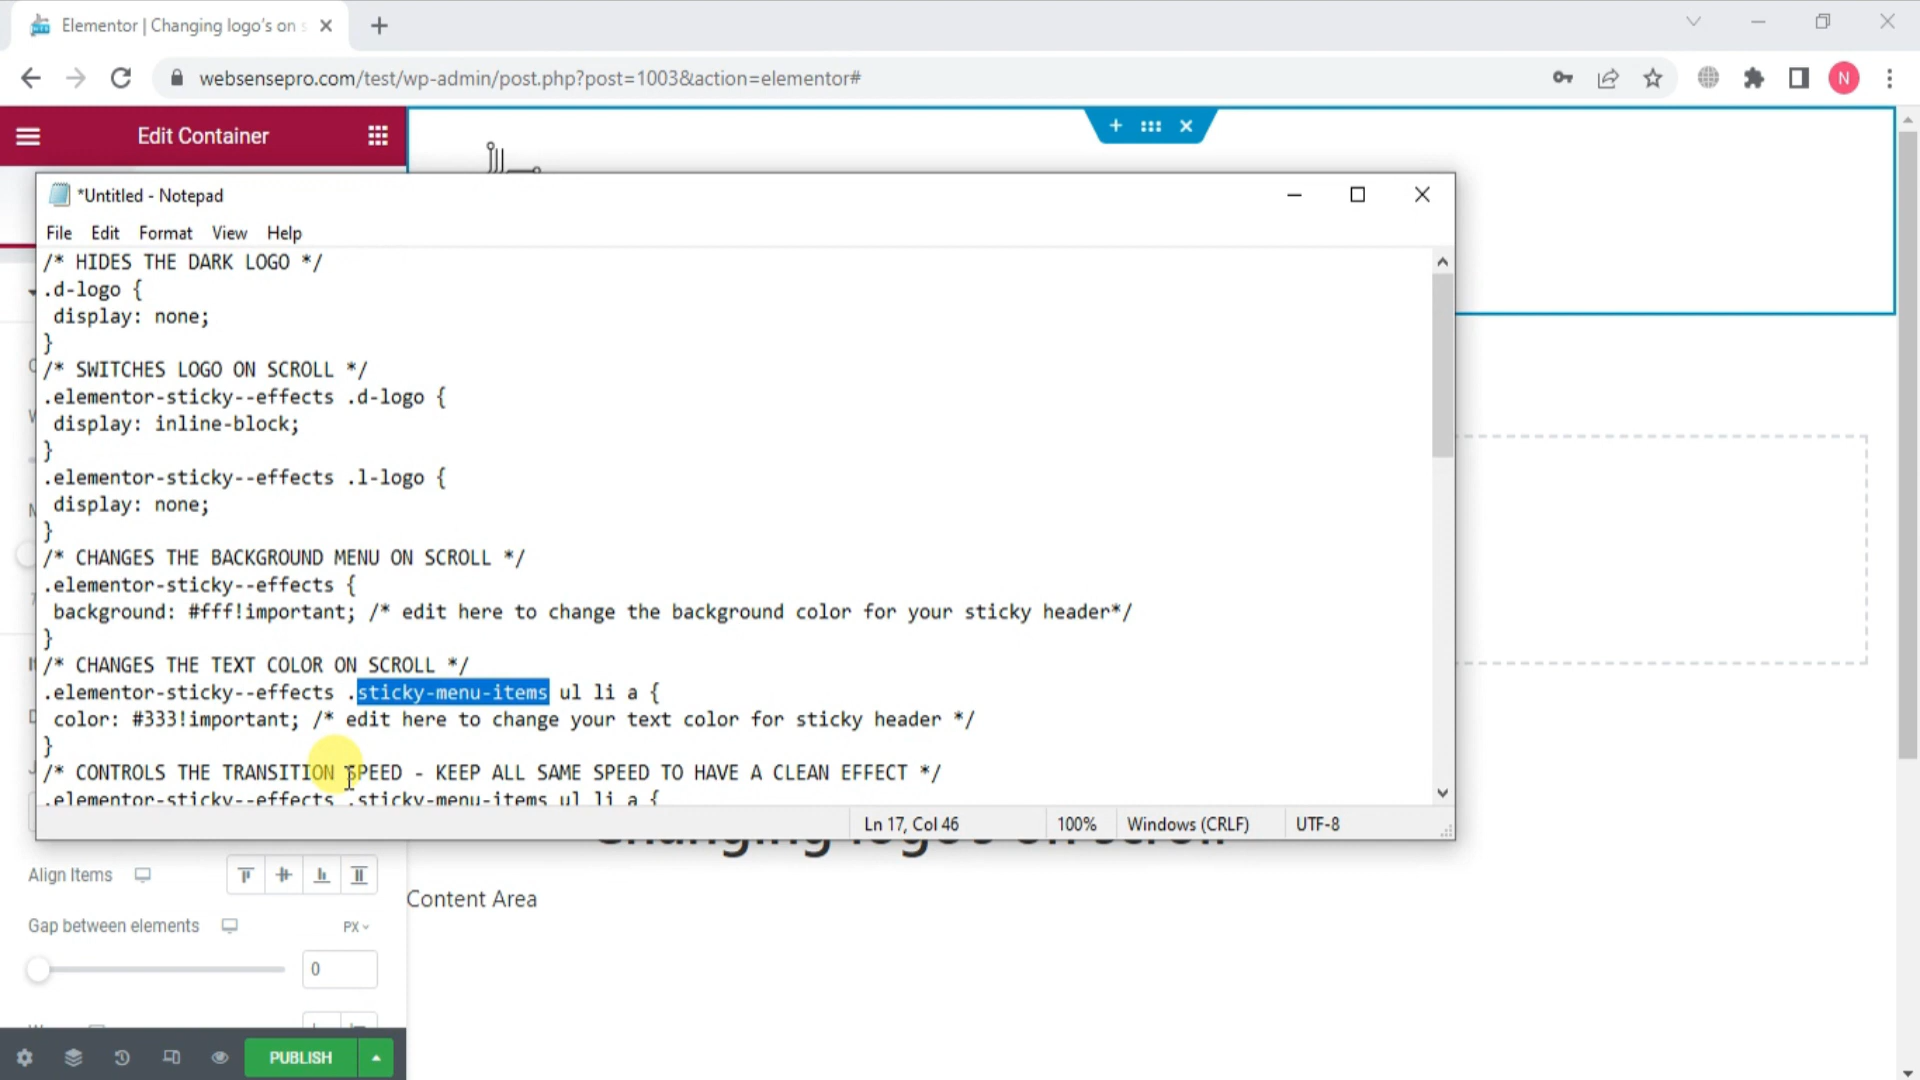 Elementor | Changing logo's on s
websensepro.com/test/wp-admin/post.php?post=1003&action=elementor#
N
Edit Container
*Untitled - Notepad
File Edit Format View Help
/* HIDES THE DARK LOGO */
.d-logo {
display: none;
}
/* SWITCHES LOGO ON SCROLL */
.elementor-sticky--effects .d-logo {
display: inline-block;
}
.elementor-sticky--effects .l-logo {
display: none;
}
/* CHANGES THE BACKGROUND MENU ON SCROLL */
.elementor-sticky--effects {
background: #fff!important; /* edit here to change the background color for your sticky header*/
}
/* CHANGES THE TEXT COLOR ON SCROLL */
.elementor-sticky--effects .sticky-menu-items ul li a {
color: #333!important; /* edit here to change your text color for sticky header */
}
/* CONTROLS THE TRANSITION SPEED - KEEP ALL SAME SPEED TO HAVE A CLEAN EFFECT */
.elementor-sticky--effects .sticky-menu-items ul li a {
Ln 17, Col 46 100% Windows (CRLF) UTF-8
Changing logo's on scroll
Align Items
Content Area
Gap between elements PX
0
PUBLISH